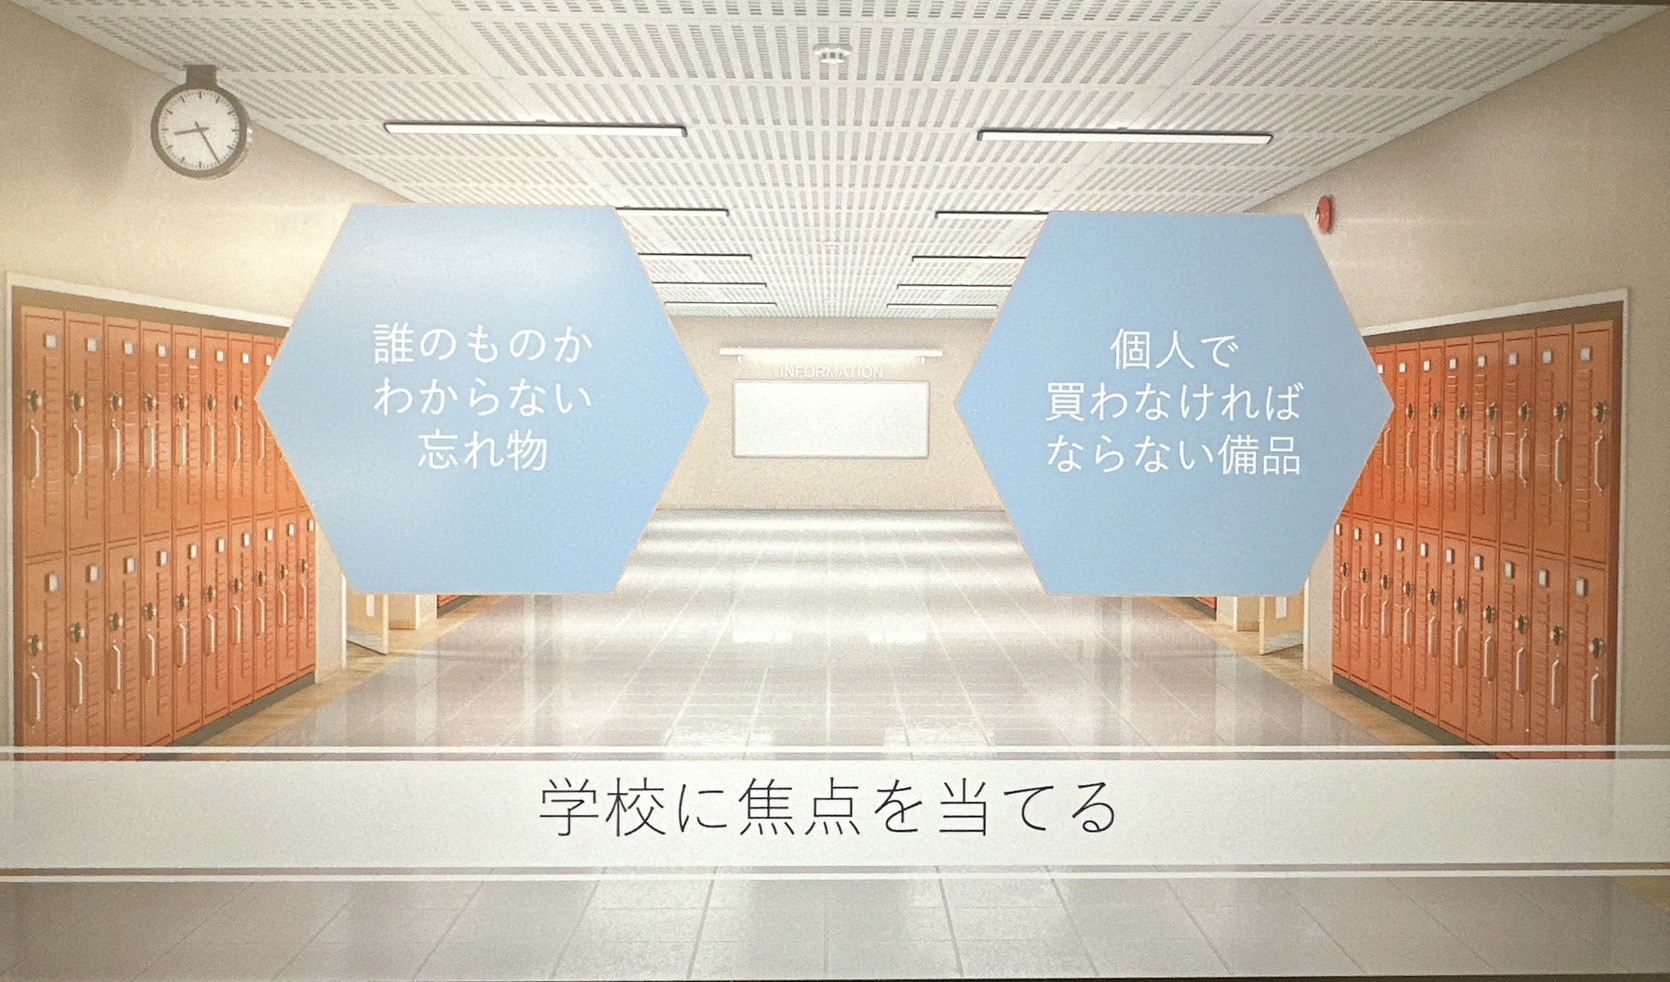 誰のものか
わからない
忘れ物
個人で
買わなければ
ならない備品
INFORMATION
学校に焦点を当てる